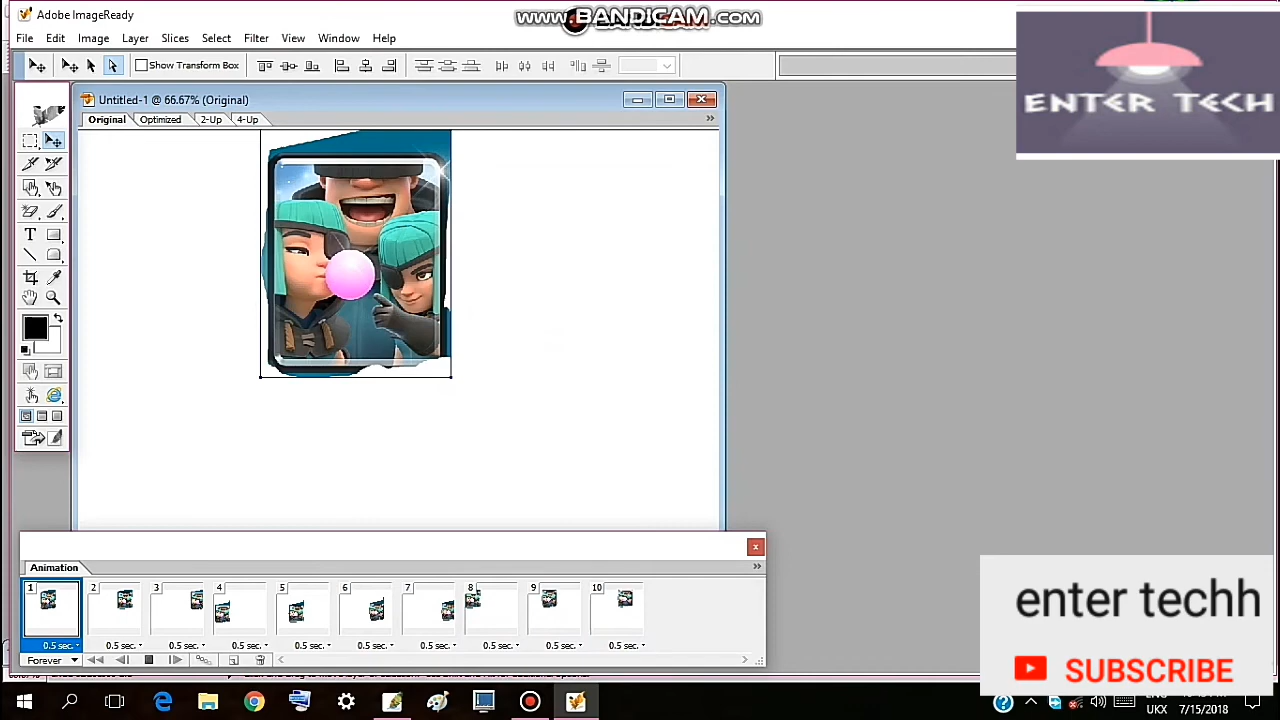 www.BANDICAM.com
Adobe ImageReady
File Edit Image Layer Slices Select Filter View Window Help
Show Transform Box
ENTER TECH
Untitled-1 @ 66.67% (Original)
Original Optimized 2-Up 4-Up
Animation
1 2 3 4 5 6 7 8 9 10
0.5 sec. 0.5 sec. 0.5 sec. 0.5 sec. 0.5 sec. 0.5 sec. 0.5 sec. 0.5 sec. 0.5 sec. 0.5 sec.
Forever
enter techh
SUBSCRIBE
ENG
UKX 7/15/2018